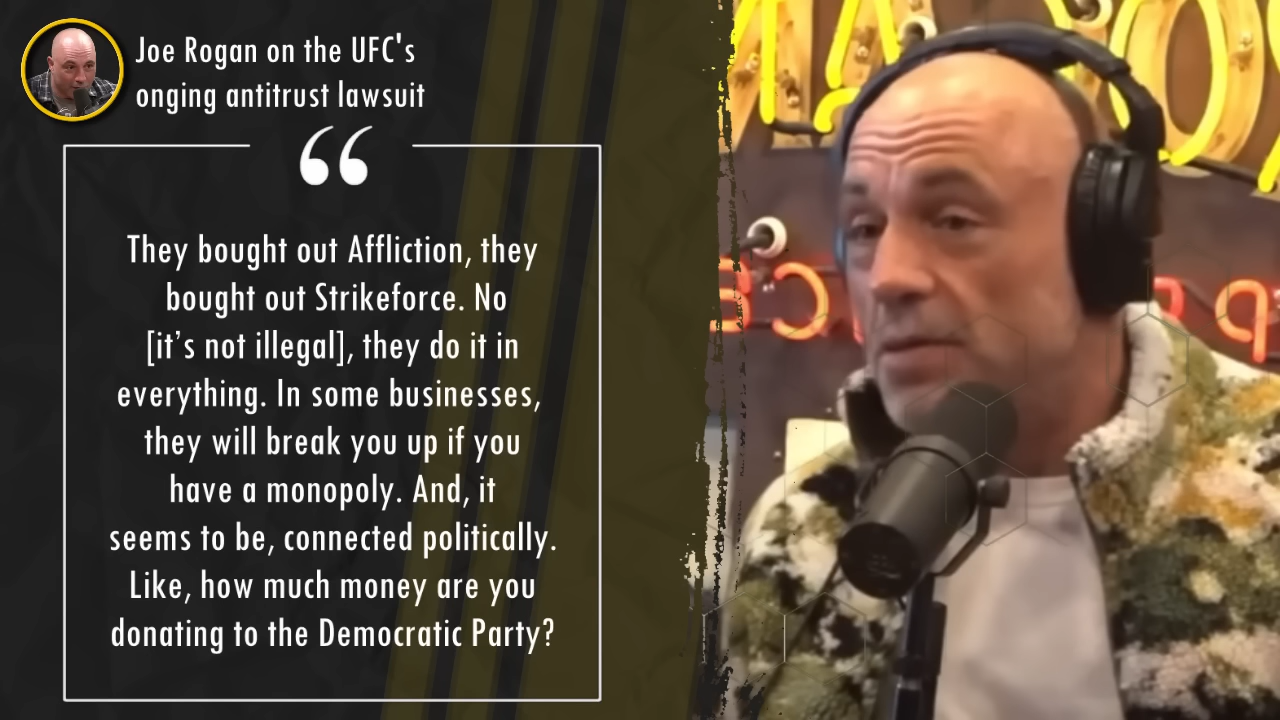 Joe Rogan on the UFC's
onging antitrust lawsuit
“
They bought out Affliction, they
bought out Strikeforce. No
[it’s not illegal], they do it in
everything. In some businesses,
they will break you up if you
have a monopoly. And, it
seems to be, connected politically.
Like, how much money are you
donating to the Democratic Party?